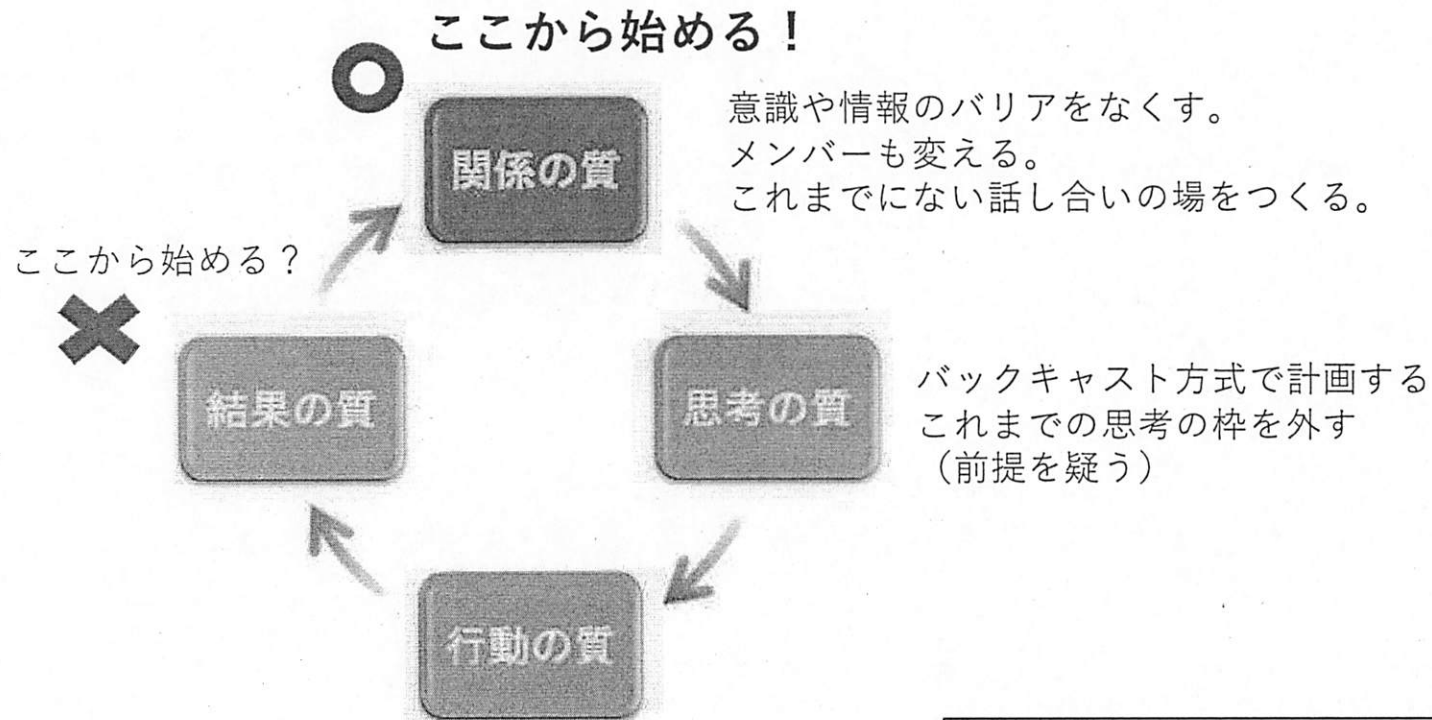 ここから始める！
関係の質
意識や情報のバリアをなくす。
メンバーも変える。
これまでにない話し合いの場をつくる。
ここから始める？
結果の質
思考の質
バックキャスト方式で計画する
これまでの思考の枠を外す
（前提を疑う）
行動の質